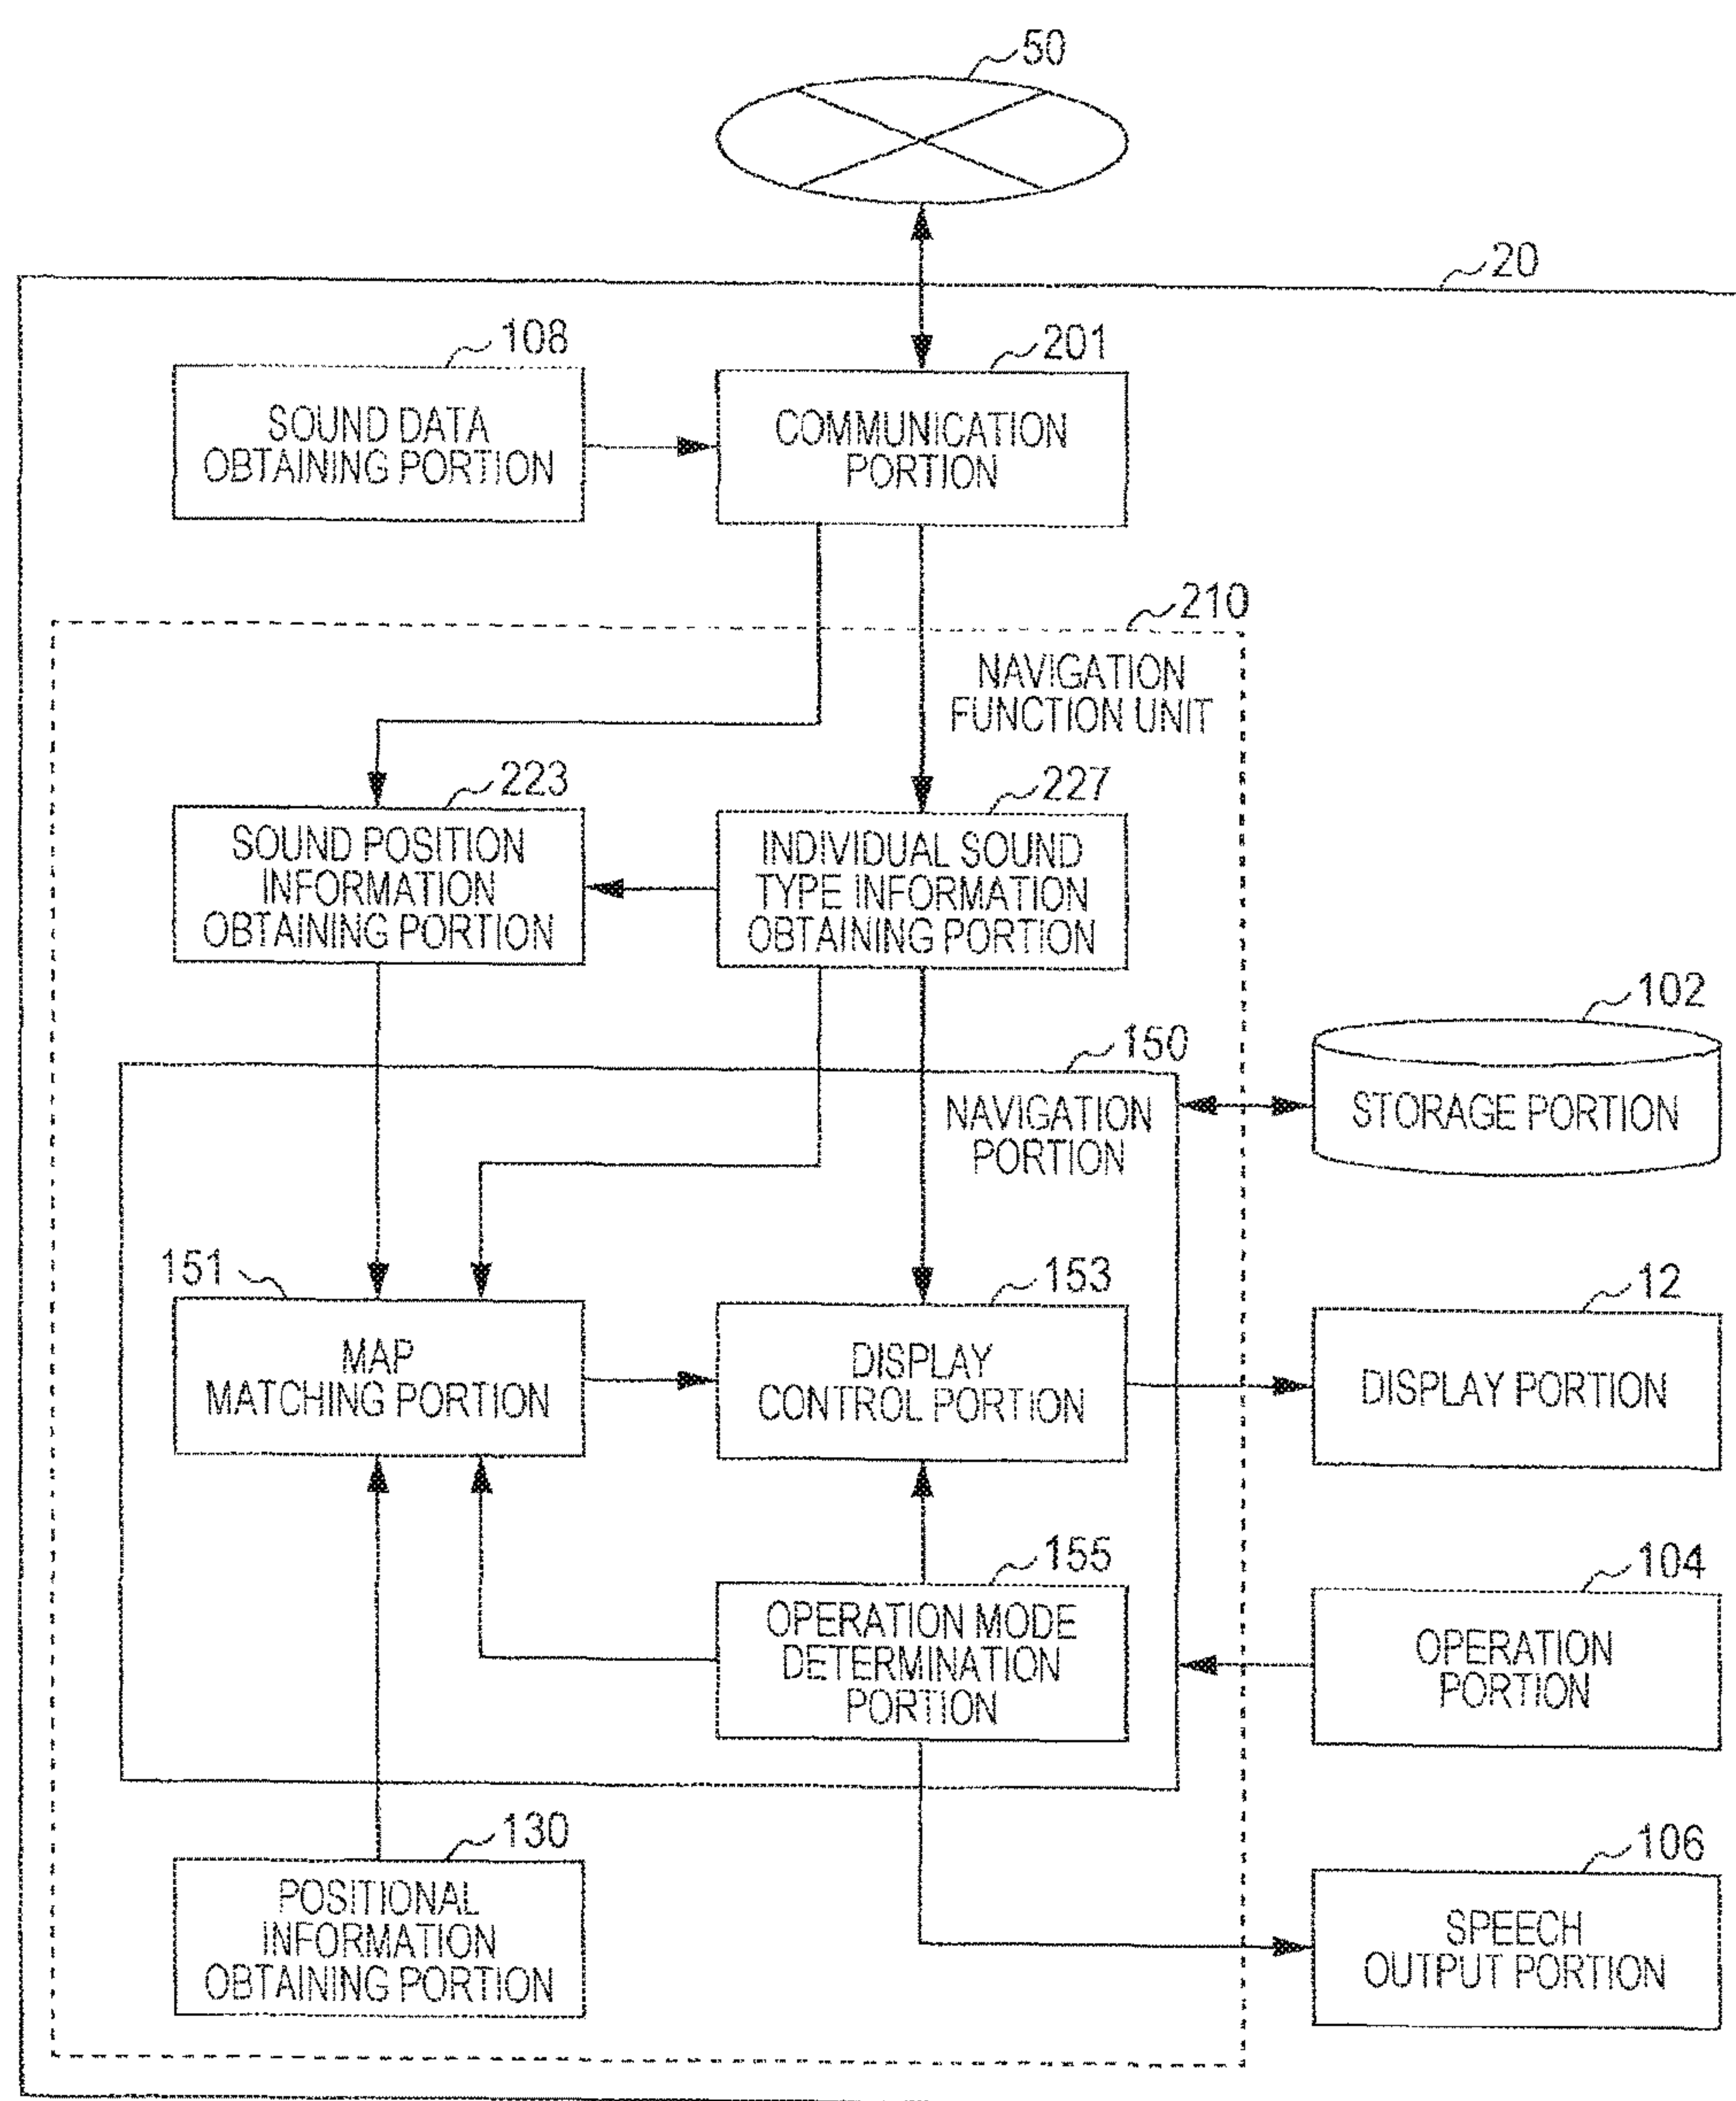 50
20
108
SOUND DATA
OBTAINING PORTION
201
COMMUNICATION
PORTION
210
NAVIGATION
FUNCTION UNIT
223
SOUND POSITION
INFORMATION
OBTAINING PORTION
227
INDIVIDUAL SOUND
TYPE INFORMATION
OBTAINING PORTION
102
STORAGE PORTION
150
NAVIGATION
PORTION
151
MAP
MATCHING PORTION
153
DISPLAY
CONTROL PORTION
12
DISPLAY PORTION
155
OPERATION MODE
DETERMINATION
PORTION
104
OPERATION
PORTION
130
POSITIONAL
INFORMATION
OBTAINING PORTION
106
SPEECH
OUTPUT PORTION